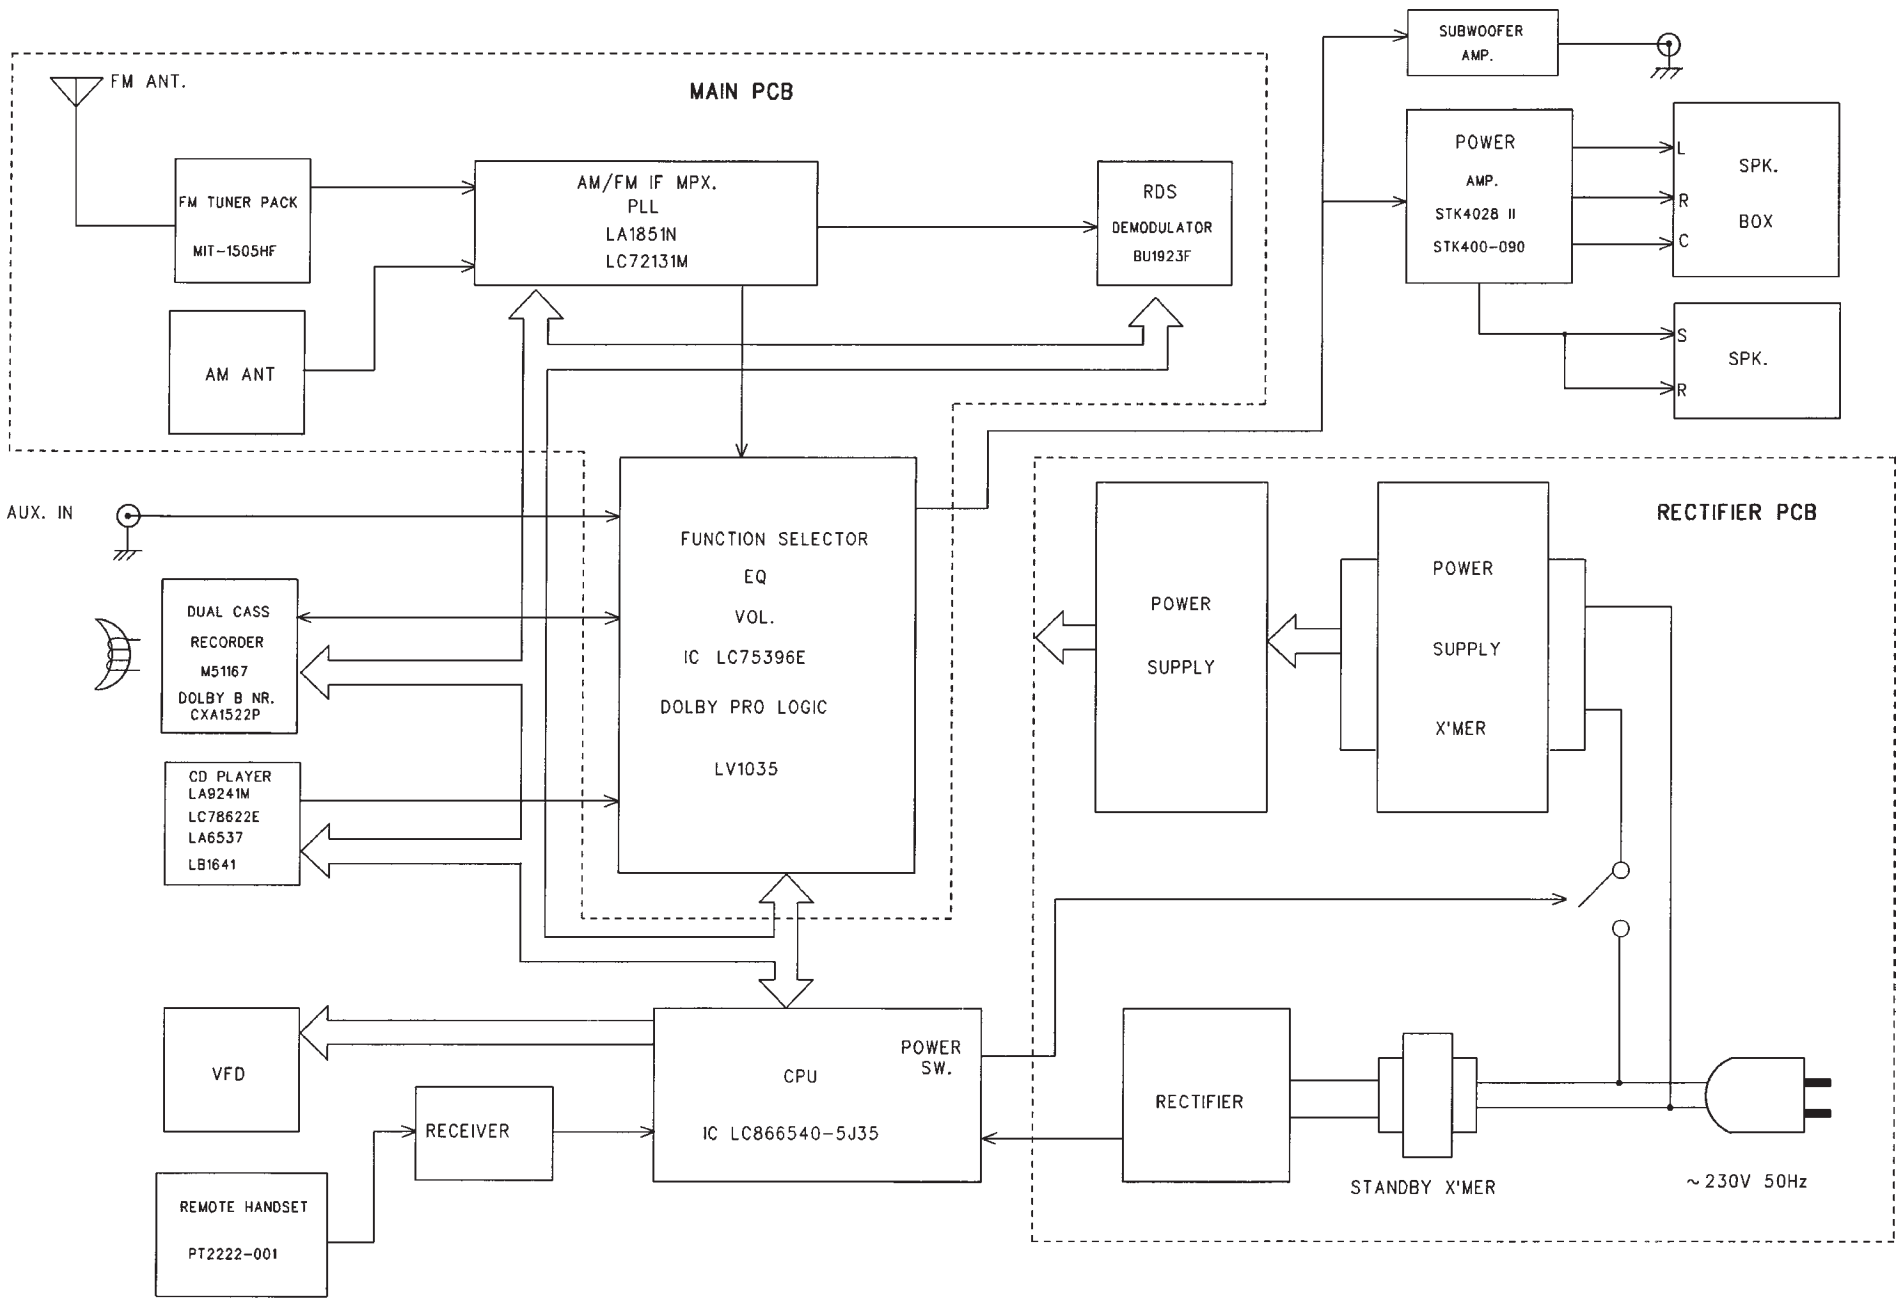 FM ANT.
MAIN PCB
FM TUNER PACK
MIT-1505HF
AM/FM IF MPX.
PLL
LA1851N
LC72131M
RDS
DEMODULATOR
BU1923F
AM ANT
SUBWOOFER
AMP.
POWER
AMP.
STK4028 II
STK400-090
L
R
C
SPK.
BOX
S
R
SPK.
AUX. IN
DUAL CASS
RECORDER
M51167
DOLBY B NR.
CXA1522P
CD PLAYER
LA9241M
LC78622E
LA6537
LB1641
FUNCTION SELECTOR
EQ
VOL.
IC LC75396E
DOLBY PRO LOGIC
LV1035
RECTIFIER PCB
POWER
SUPPLY
POWER
SUPPLY
X'MER
VFD
RECEIVER
REMOTE HANDSET
PT2222-001
POWER
SW.
CPU
IC LC866540-5J35
RECTIFIER
STANDBY X'MER
~230V 50Hz